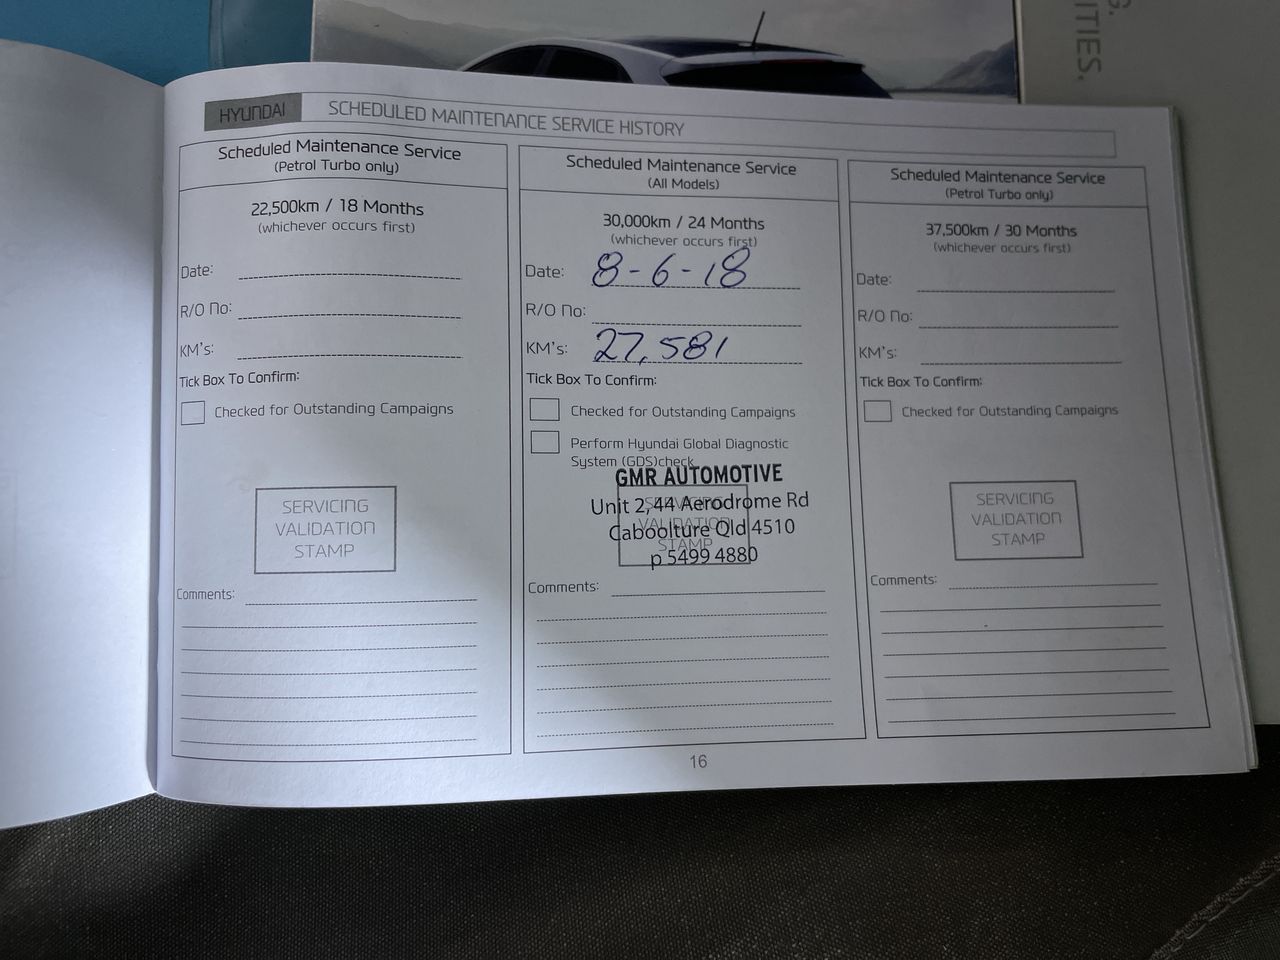 G.
ITIES.
HYUNDAI
SCHEDULED MAINTENANCE SERVICE HISTORY
Scheduled Maintenance Service
(Petrol Turbo only)
22,500km / 18 Months
(whichever occurs first)
Date:
R/O No:
KM's:
Tick Box To Confirm:
Checked for Outstanding Campaigns
SERVICING
VALIDATION
STAMP
Comments:
Scheduled Maintenance Service
(All Models)
30,000km / 24 Months
(whichever occurs first)
Date: 8-6-18
R/O No:
KM's: 27,581
Tick Box To Confirm:
Checked for Outstanding Campaigns
Perform Hyundai Global Diagnostic
System (GDS)check
GMR AUTOMOTIVE
SERVICING
Unit 2,44 Aerodrome Rd
VALIDATION
Caboolture Qld 4510
STAMP
p 5499 4880
Comments:
Scheduled Maintenance Service
(Petrol Turbo only)
37,500km / 30 Months
(whichever occurs first)
Date:
R/O No:
KM's:
Tick Box To Confirm:
Checked for Outstanding Campaigns
SERVICING
VALIDATION
STAMP
Comments:
16